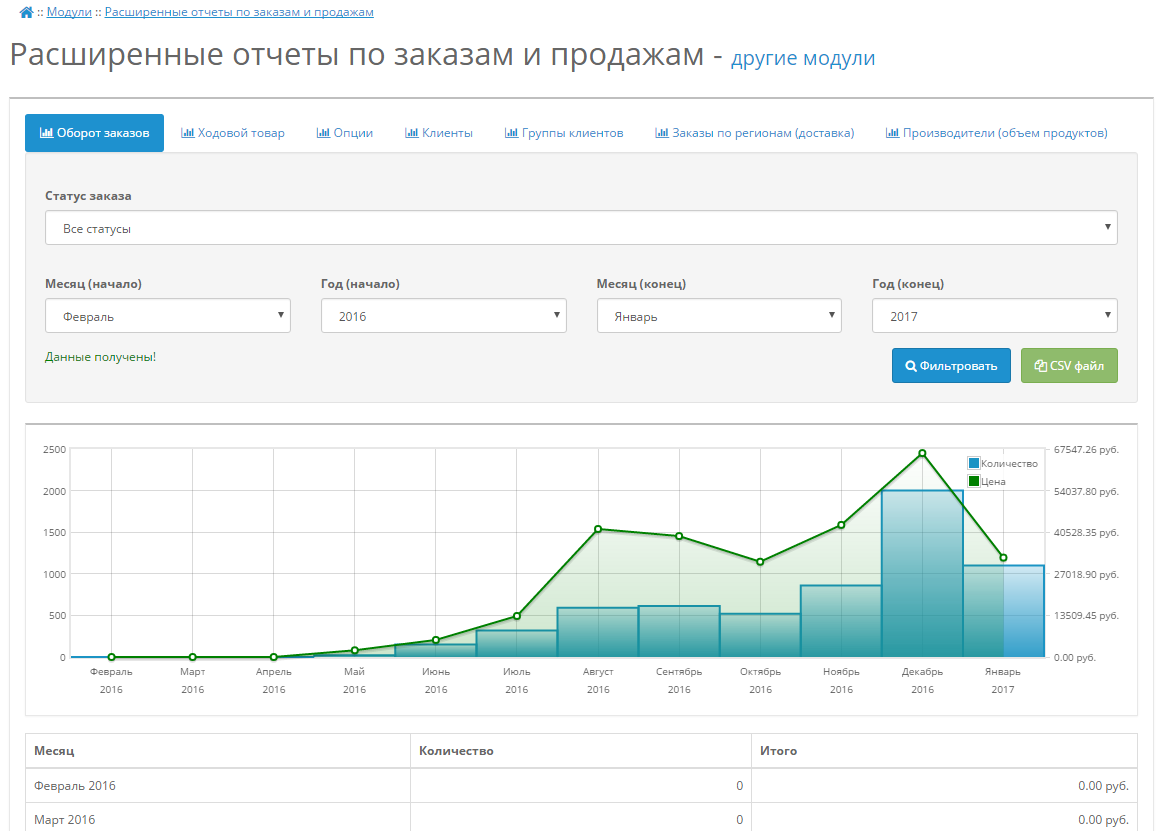 :: Модули :: Расширенные отчеты по заказам и продажам
Расширенные отчеты по заказам и продажам - другие модули
Оборот заказов Ходовой товар Опции Клиенты Группы клиентов Заказы по регионам (доставка) Производители (объем продуктов)
Статус заказа
Все статусы
Месяц (начало) Год (начало) Месяц (конец) Год (конец)
Февраль 2016 Январь 2017
Данные получены!
Фильтровать CSV файл
2500 67547.26 руб.
Количество
Цена
2000 54037.80 руб.
1500 40528.35 руб.
1000 27018.90 руб.
500 13509.45 руб.
0 0.00 руб.
Февраль Март Апрель Май Июнь Июль Август Сентябрь Октябрь Ноябрь Декабрь Январь
2016 2016 2016 2016 2016 2016 2016 2016 2016 2016 2016 2017
Месяц Количество Итого
Февраль 2016 0 0.00 руб.
Март 2016 0 0.00 руб.